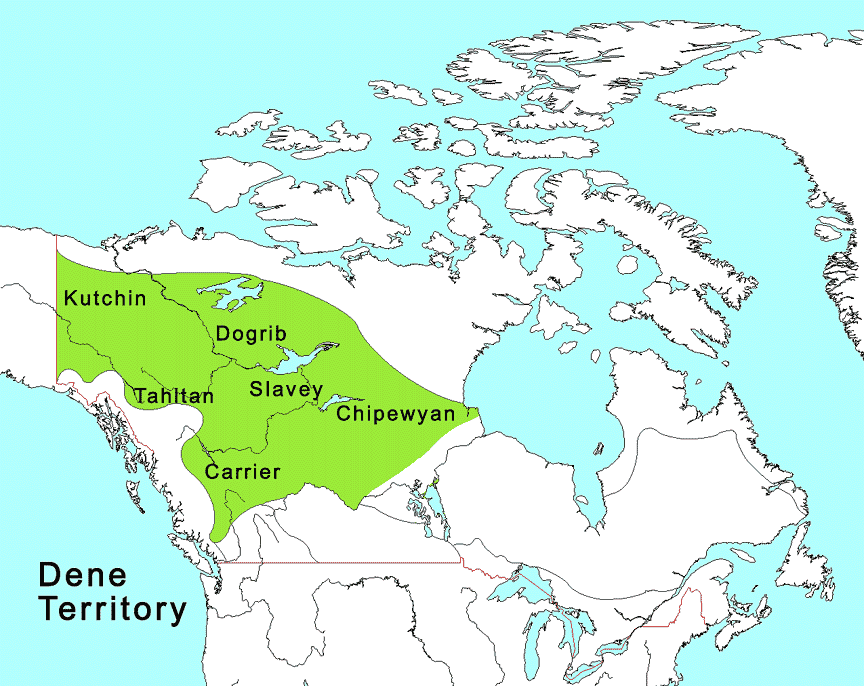 Kutchin
Dogrib
Tahltan
Slavey
Chipewyan
Carrier
Dene
Territory